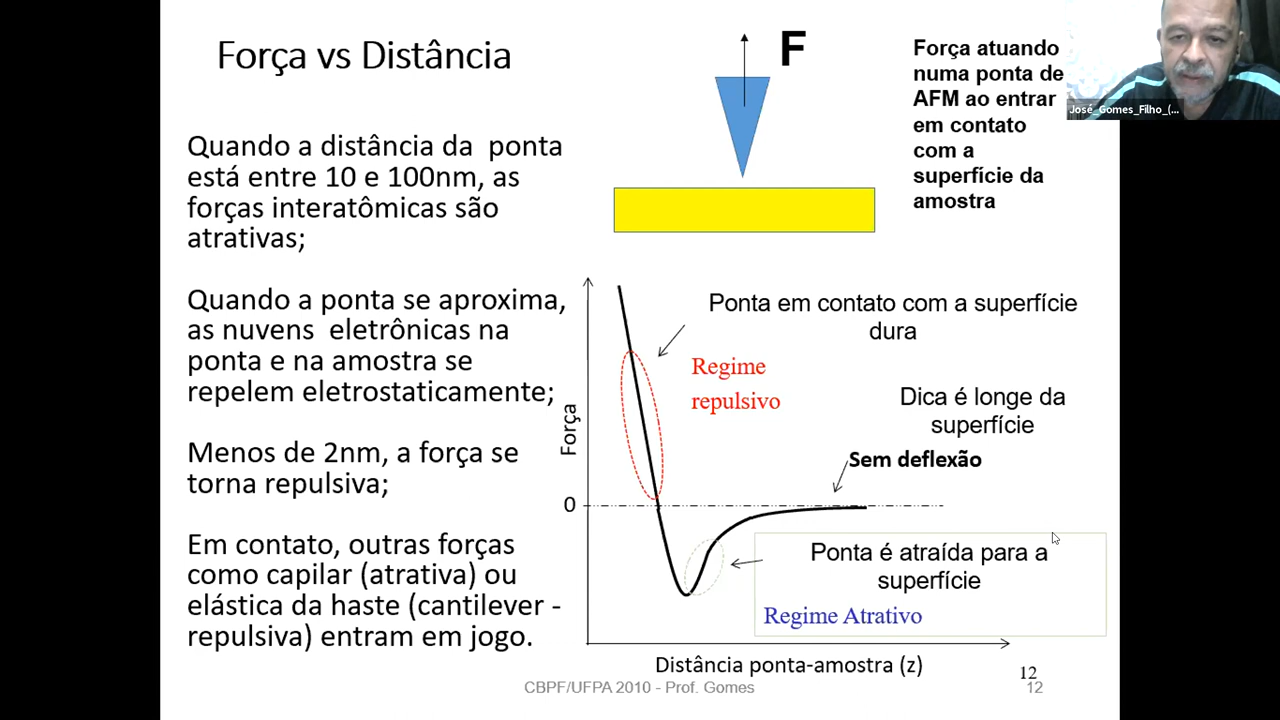 Força vs Distância
F
Força atuando
numa ponta de
AFM ao entrar
em contato
com a
superfície da
amostra
José_Gomes_Filho_(...
Quando a distância da ponta
está entre 10 e 100nm, as
forças interatômicas são
atrativas;
Quando a ponta se aproxima,
as nuvens eletrônicas na
ponta e na amostra se
repelem eletrostaticamente;
Menos de 2nm, a força se
torna repulsiva;
Em contato, outras forças
como capilar (atrativa) ou
elástica da haste (cantilever -
repulsiva) entram em jogo.
Ponta em contato com a superfície
dura
Regime
repulsivo
Dica é longe da
superfície
Sem deflexão
Força
0
Ponta é atraída para a
superfície
Regime Atrativo
Distância ponta-amostra (z)
12
CBPF/UFPA 2010 - Prof. Gomes
12